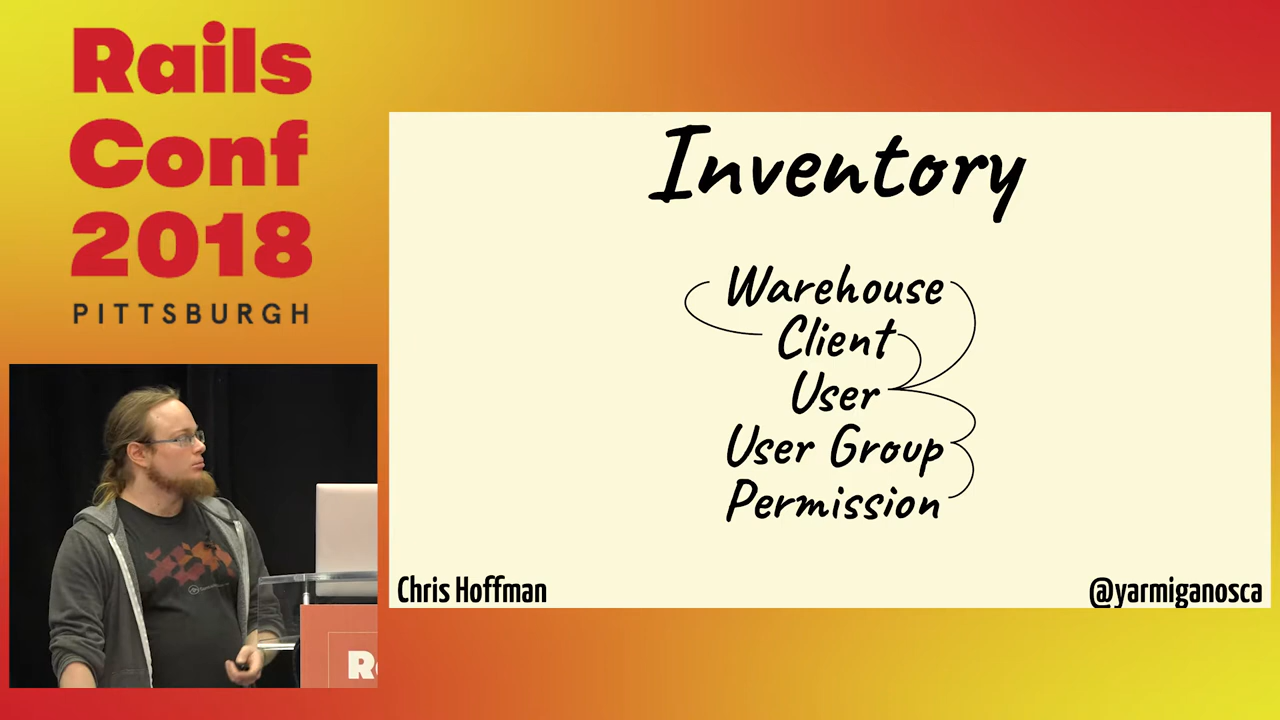 Rails
Conf
2018
PITTSBURGH
Inventory
Warehouse
Client
User
User Group
Permission
Chris Hoffman
@yarmiganosca